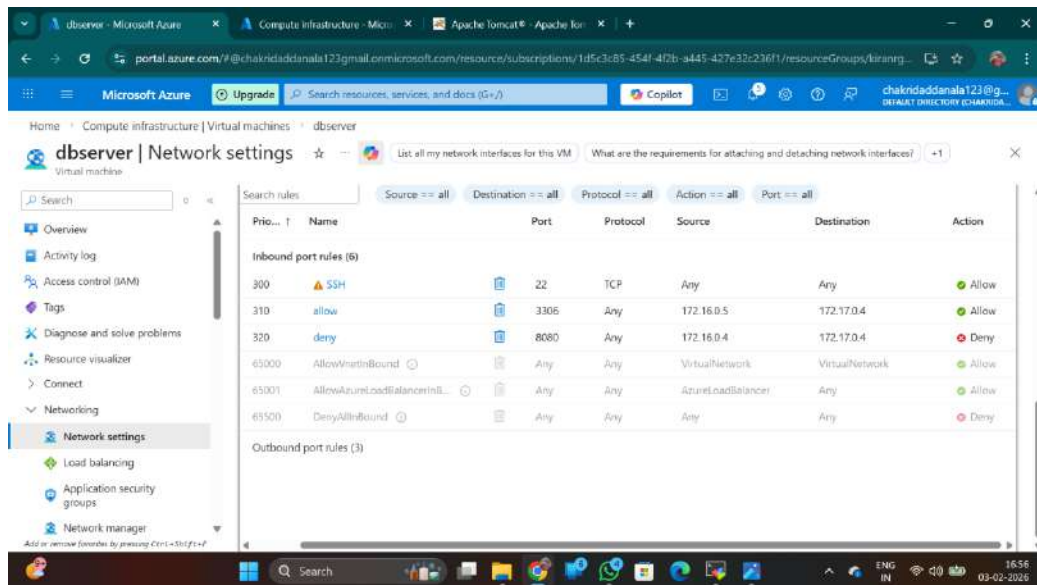 dbserver - Microsoft Azure
Compute infrastructure - Micro
Apache Tomcat® - Apache Tom
portal.azure.com/#@chakridaddanala123gmail.onmicrosoft.com/resource/subscriptions/1d5c3c85-454f-4f2b-a445-427e32c236f1/resourceGroups/kiranrg...
Microsoft Azure
Upgrade
Search resources, services, and docs (G+/)
Copilot
chakridaddanala123@g...
DEFAULT DIRECTORY (CHAKRIDA...
Home > Compute infrastructure | Virtual machines > dbserver
dbserver | Network settings
Virtual machine
List all my network interfaces for this VM
What are the requirements for attaching and detaching network interfaces?
+1
Search
Overview
Activity log
Access control (IAM)
Tags
Diagnose and solve problems
Resource visualizer
Connect
Networking
Network settings
Load balancing
Application security
groups
Network manager
Add or remove favorites by pressing Ctrl+Shift+F
Search rules
Source == all
Destination == all
Protocol == all
Action == all
Port == all
Prio... ↑ Name Port Protocol Source Destination Action
Inbound port rules (6)
300 SSH 22 TCP Any Any Allow
310 allow 3306 Any 172.16.0.5 172.17.0.4 Allow
320 deny 8080 Any 172.16.0.4 172.17.0.4 Deny
65000 AllowVnetInBound Any Any VirtualNetwork VirtualNetwork Allow
65001 AllowAzureLoadBalancerInB... Any Any AzureLoadBalancer Any Allow
65500 DenyAllInBound Any Any Any Any Deny
Outbound port rules (3)
Search
ENG
IN
16:56
03-02-2026